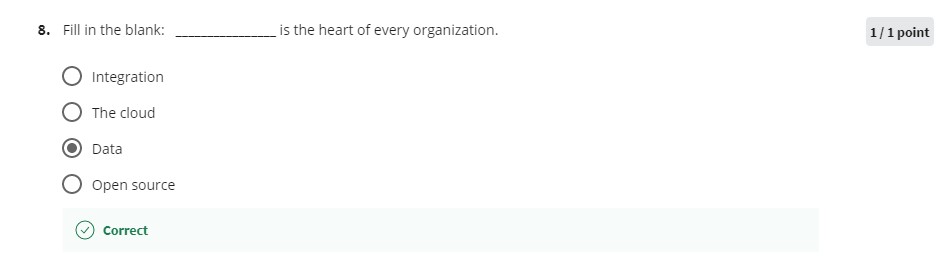 8. Fill in the blank: ________________ is the heart of every organization.
1 / 1 point
Integration
The cloud
Data
Open source
Correct